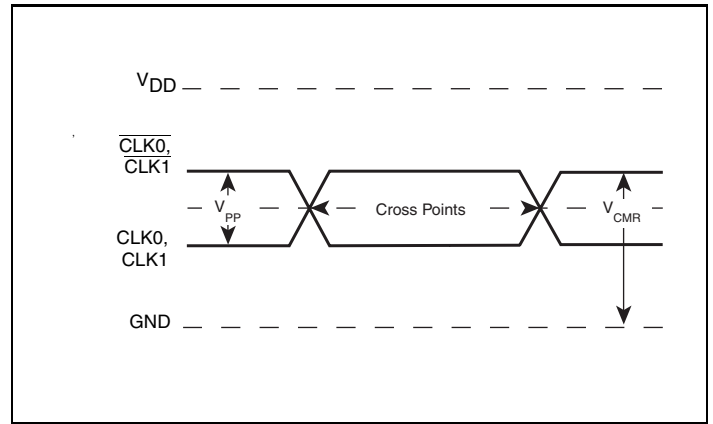 VDD
CLK0,
CLK1
VPP
Cross Points
VCMR
CLK0,
CLK1
GND